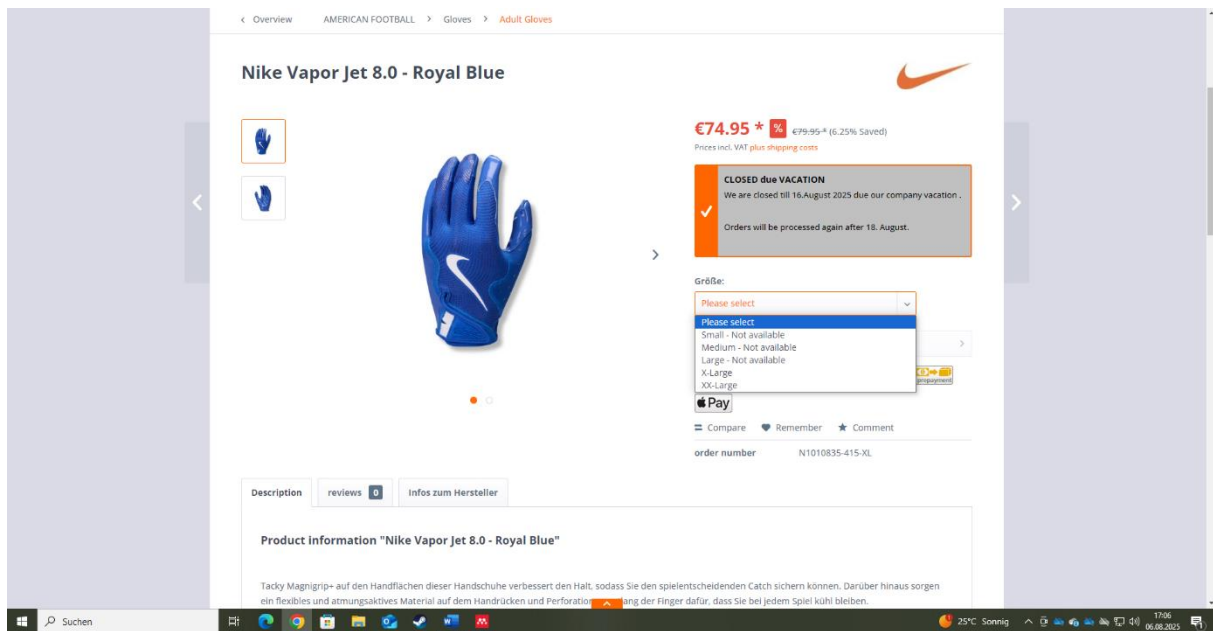 Overview AMERICAN FOOTBALL > Gloves > Adult Gloves
Nike Vapor Jet 8.0 - Royal Blue
€74.95 * % €79.95 * (6.25% Saved)
Prices incl. VAT plus shipping costs
CLOSED due VACATION
We are closed till 16.August 2025 due our company vacation .
Orders will be processed again after 18. August.
Größe:
Please select
Please select
Small - Not available
Medium - Not available
Large - Not available
X-Large
XX-Large
prepayment
Pay
Compare Remember Comment
order number N1010835-415-XL
Description reviews 0 Infos zum Hersteller
Product information "Nike Vapor Jet 8.0 - Royal Blue"
Tacky Magnigrip+ auf den Handflächen dieser Handschuhe verbessert den Halt, sodass Sie den spielentscheidenden Catch sichern können. Darüber hinaus sorgen
ein flexibles und atmungsaktives Material auf dem Handrücken und Perforation ang der Finger dafür, dass Sie bei jedem Spiel kühl bleiben.
Suchen 25°C Sonnig 17:06
06.08.2025